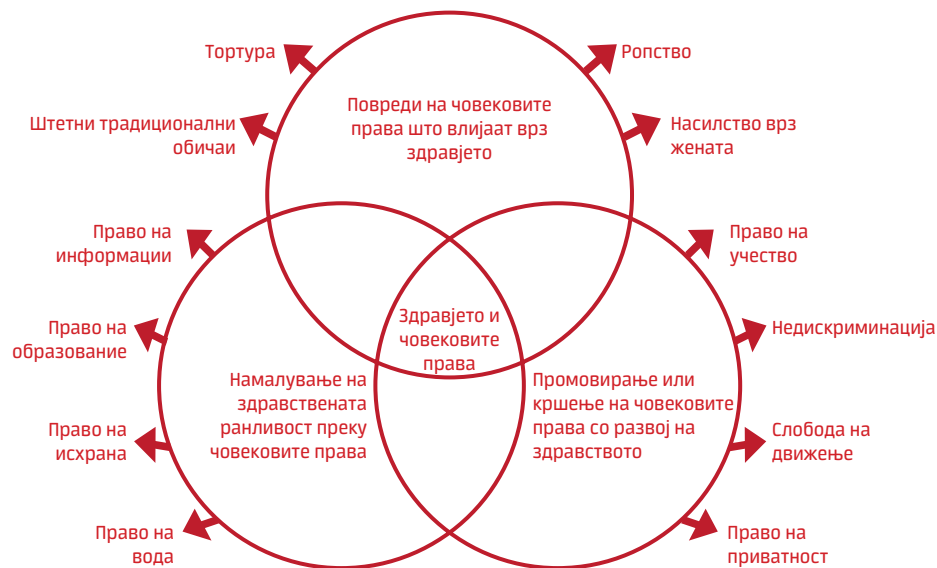 Тортура
Ропство
Штетни традиционални
обичаи
Повреди на човековите
права што влијаат врз
здравјето
Насилство врз
жената
Право на
информации
Право на
учество
Право на
образование
Здравјето и
човековите
права
Недискриминација
Намалување на
здравствената
ранливост преку
човековите права
Промовирање или
кршење на човековите
права со развој на
здравството
Право на
исхрана
Слобода на
движење
Право на
вода
Право на
приватност